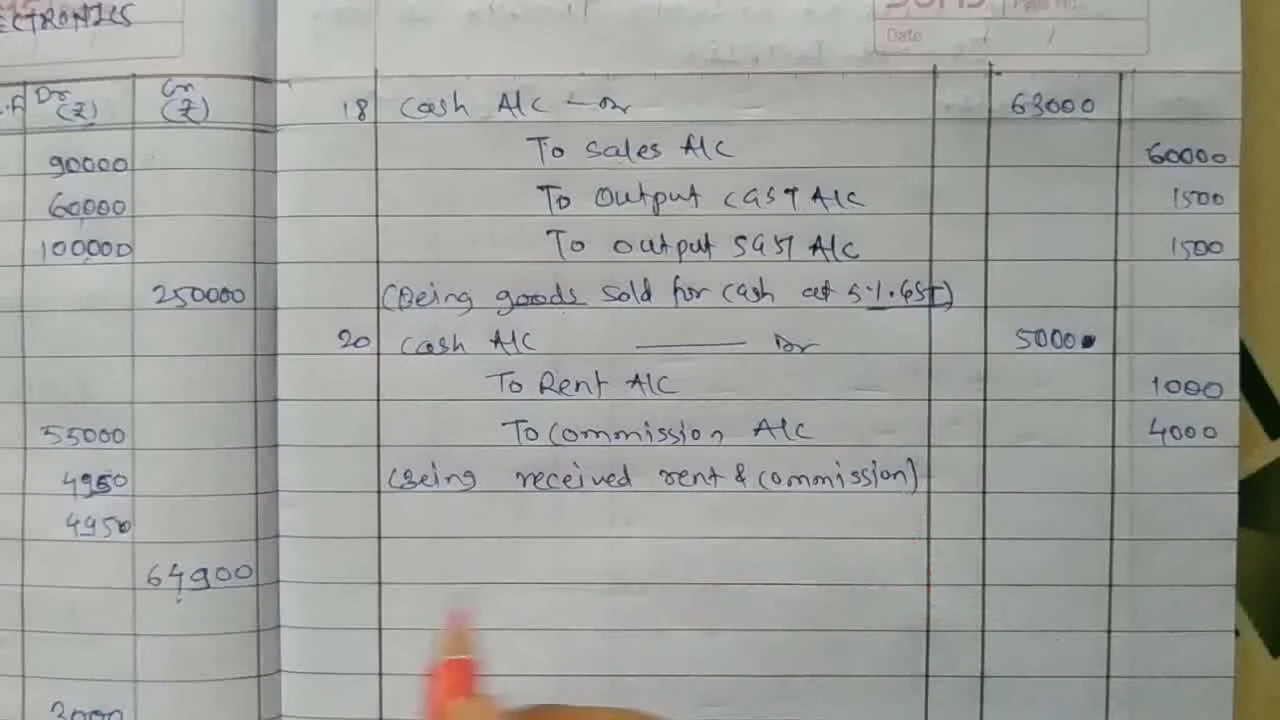 ECTRONICS
Date / /
.F Dr (₹) Cr (₹)
90000
60000
100,000
250000
55000
4950
4950
64900
3000
18 Cash A/C — Dr 63000
To Sales A/C 60000
To Output CGST A/C 1500
To Output SGST A/C 1500
(Being goods sold for cash at 5%. GST)
20 Cash A/C — Dr 5000
To Rent A/C 1000
To Commission A/C 4000
(Being received rent & Commission)